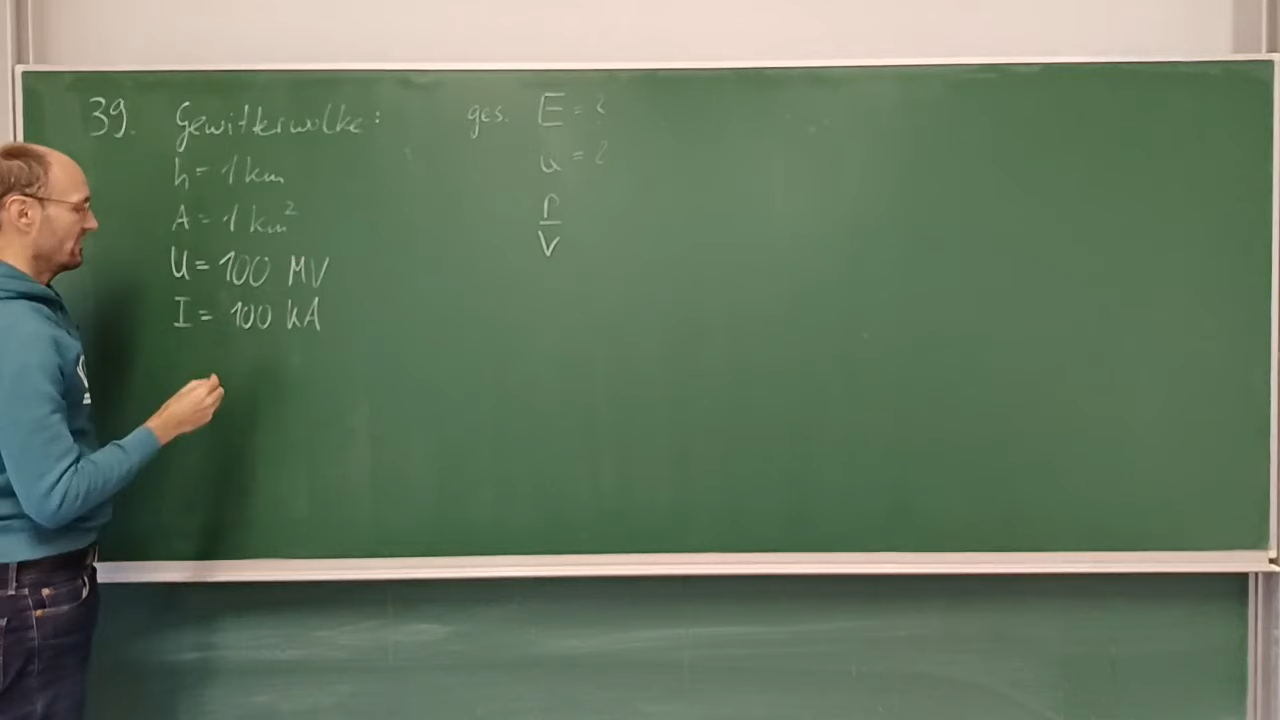 39. Gewitterwolke:
h = 1 km
A = 1 km²
U = 100 MV
I = 100 kA
ges. E = ?
u = ?
P
V